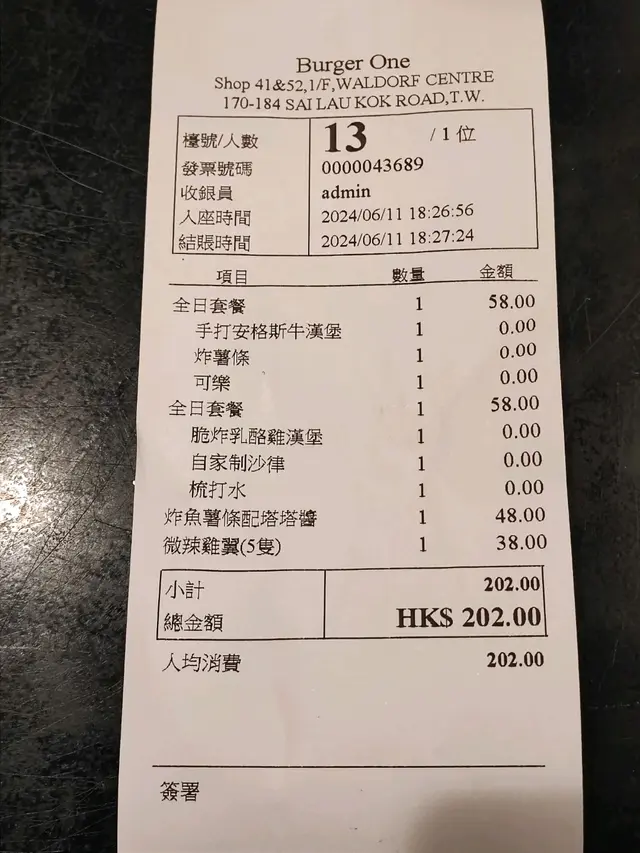 Burger One
Shop 41&52,1/F,WALDORF CENTRE
170-184 SAI LAU KOK ROAD,T.W.
檯號/人數 13 / 1 位
發票號碼 0000043689
收銀員 admin
入座時間 2024/06/11 18:26:56
結賬時間 2024/06/11 18:27:24
項目 數量 金額
全日套餐 1 58.00
手打安格斯牛漢堡 1 0.00
炸薯條 1 0.00
可樂 1 0.00
全日套餐 1 58.00
脆炸乳酪雞漢堡 1 0.00
自家制沙律 1 0.00
梳打水 1 0.00
炸魚薯條配塔塔醬 1 48.00
微辣雞翼(5隻) 1 38.00
小計 202.00
總金額 HK$ 202.00
人均消費 202.00
簽署